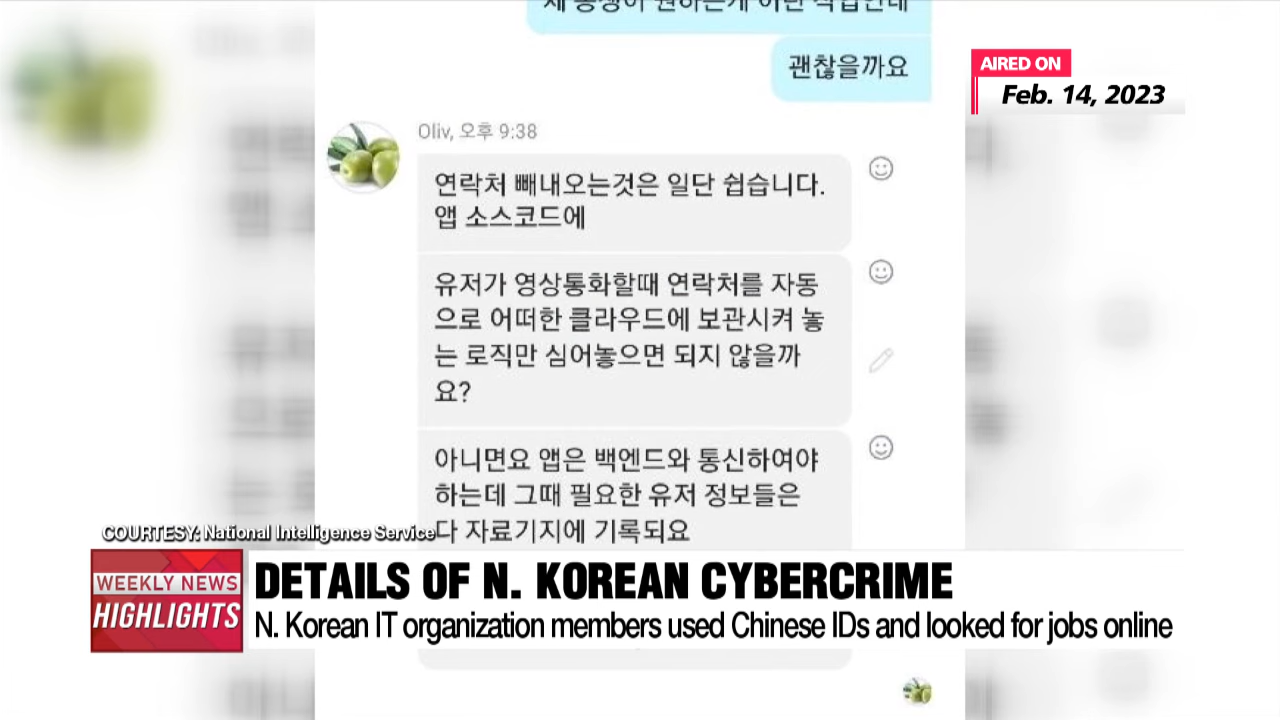 괜찮을까요
AIRED ON
Feb. 14, 2023
Oliv, 오후 9:38
연락처 빼내오는것은 일단 쉽습니다.
앱 소스코드에
유저가 영상통화할때 연락처를 자동
으로 어떠한 클라우드에 보관시켜 놓
는 로직만 심어놓으면 되지 않을까
요?
아니면요 앱은 백엔드와 통신하여야
하는데 그때 필요한 유저 정보들은
다 자료기지에 기록되요
COURTESY: National Intelligence Service
WEEKLY NEWS
HIGHLIGHTS
DETAILS OF N. KOREAN CYBERCRIME
N. Korean IT organization members used Chinese IDs and looked for jobs online